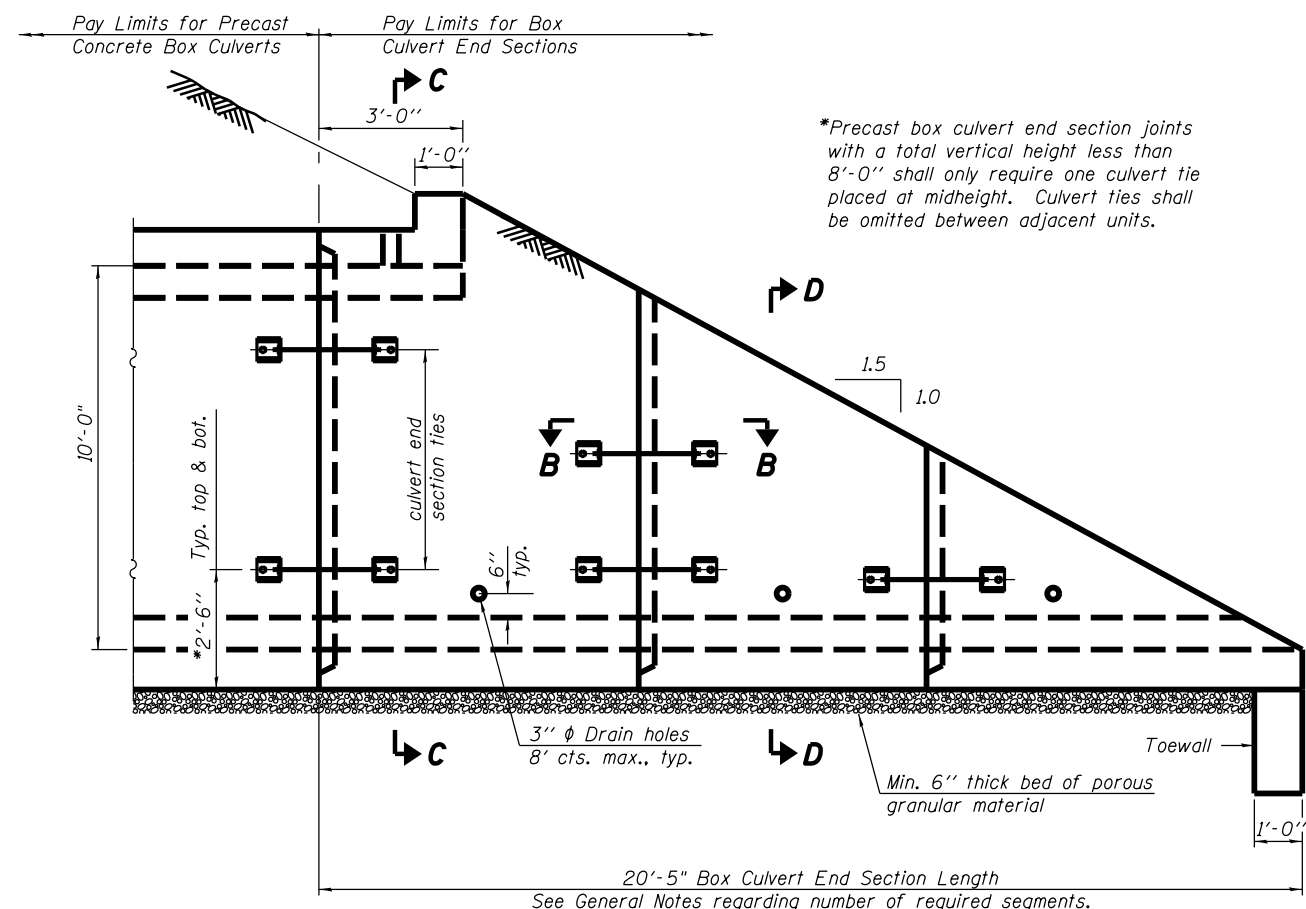 Pay Limits for Precast
Concrete Box Culverts
Pay Limits for Box
Culvert End Sections
C
3'-0''
1'-0''
*Precast box culvert end section joints
with a total vertical height less than
8'-0'' shall only require one culvert tie
placed at midheight. Culvert ties shall
be omitted between adjacent units.
D
1.5
1.0
10'-0"
Typ. top & bot.
*2'-6''
culvert end
section ties
B
B
6''
typ.
3'' ϕ Drain holes
8' cts. max., typ.
C
D
Toewall
Min. 6'' thick bed of porous
granular material
1'-0''
20'-5" Box Culvert End Section Length
See General Notes regarding number of required segments.